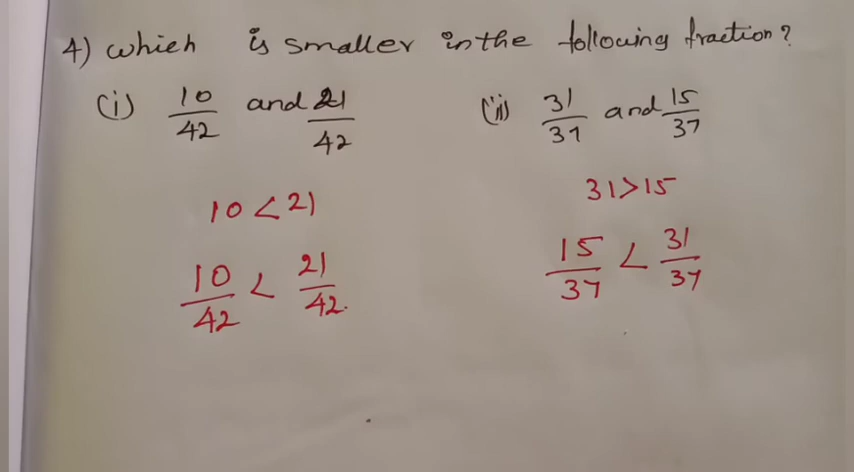 4) which is smaller in the following fraction?
(i) 10/42 and 21/42 (ii) 31/37 and 15/37
10 < 21 31 > 15
10/42 < 21/42. 15/37 < 31/37